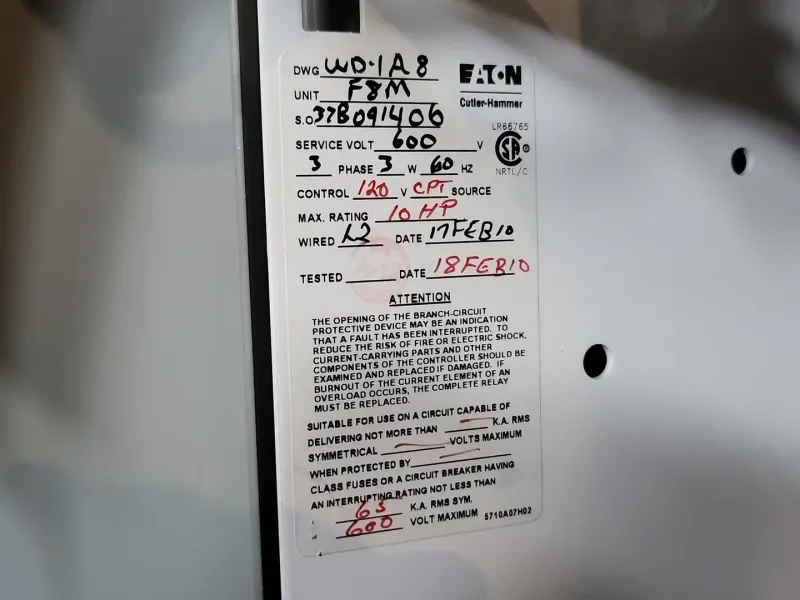 DWG WD-1A8
EATON
UNIT F8M
Cutler-Hammer
S.O. 37B091406
LR66765
SERVICE VOLT 600 V
SA ®
NRTL/C
3 PHASE 3 W 60 HZ
CONTROL 120 V CPT SOURCE
MAX. RATING 10 HP
WIRED L2 DATE 17FEB10
TESTED DATE 18FEB10
ATTENTION
THE OPENING OF THE BRANCH-CIRCUIT
PROTECTIVE DEVICE MAY BE AN INDICATION
THAT A FAULT HAS BEEN INTERRUPTED. TO
REDUCE THE RISK OF FIRE OR ELECTRIC SHOCK,
CURRENT-CARRYING PARTS AND OTHER
COMPONENTS OF THE CONTROLLER SHOULD BE
EXAMINED AND REPLACED IF DAMAGED. IF
BURNOUT OF THE CURRENT ELEMENT OF AN
OVERLOAD OCCURS, THE COMPLETE RELAY
MUST BE REPLACED.
SUITABLE FOR USE ON A CIRCUIT CAPABLE OF
DELIVERING NOT MORE THAN K.A. RMS
SYMMETRICAL VOLTS MAXIMUM
WHEN PROTECTED BY
CLASS FUSES OR A CIRCUIT BREAKER HAVING
AN INTERRUPTING RATING NOT LESS THAN
65 K.A. RMS SYM.
600 VOLT MAXIMUM 5710A07H02